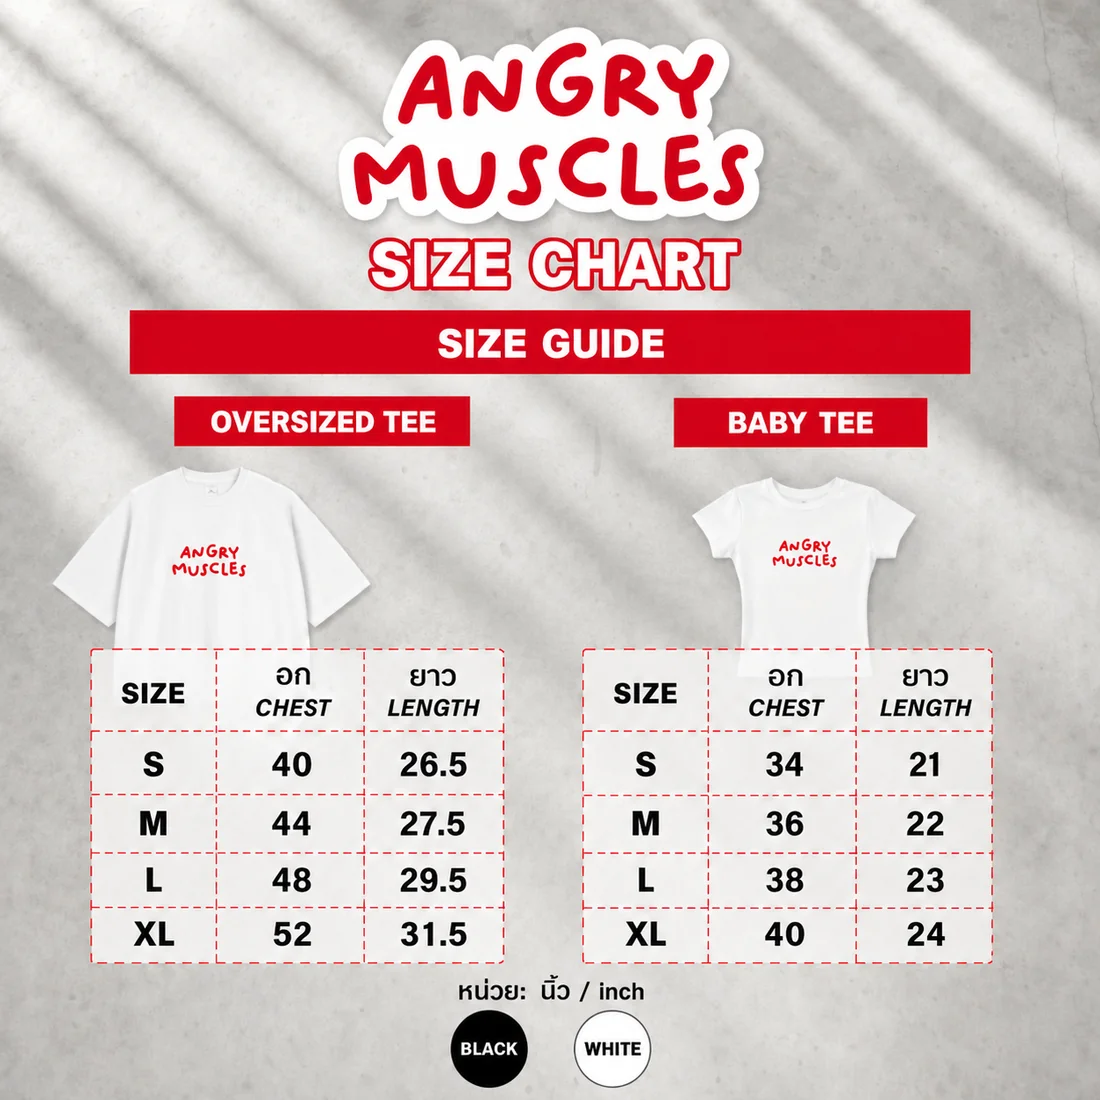 ANGRY
MUSCLES
SIZE CHART
SIZE GUIDE
OVERSIZED TEE
ANGRY
MUSCLES
SIZE อก CHEST ยาว LENGTH
S 40 26.5
M 44 27.5
L 48 29.5
XL 52 31.5
BABY TEE
ANGRY
MUSCLES
SIZE อก CHEST ยาว LENGTH
S 34 21
M 36 22
L 38 23
XL 40 24
หน่วย: นิ้ว / inch
BLACK
WHITE